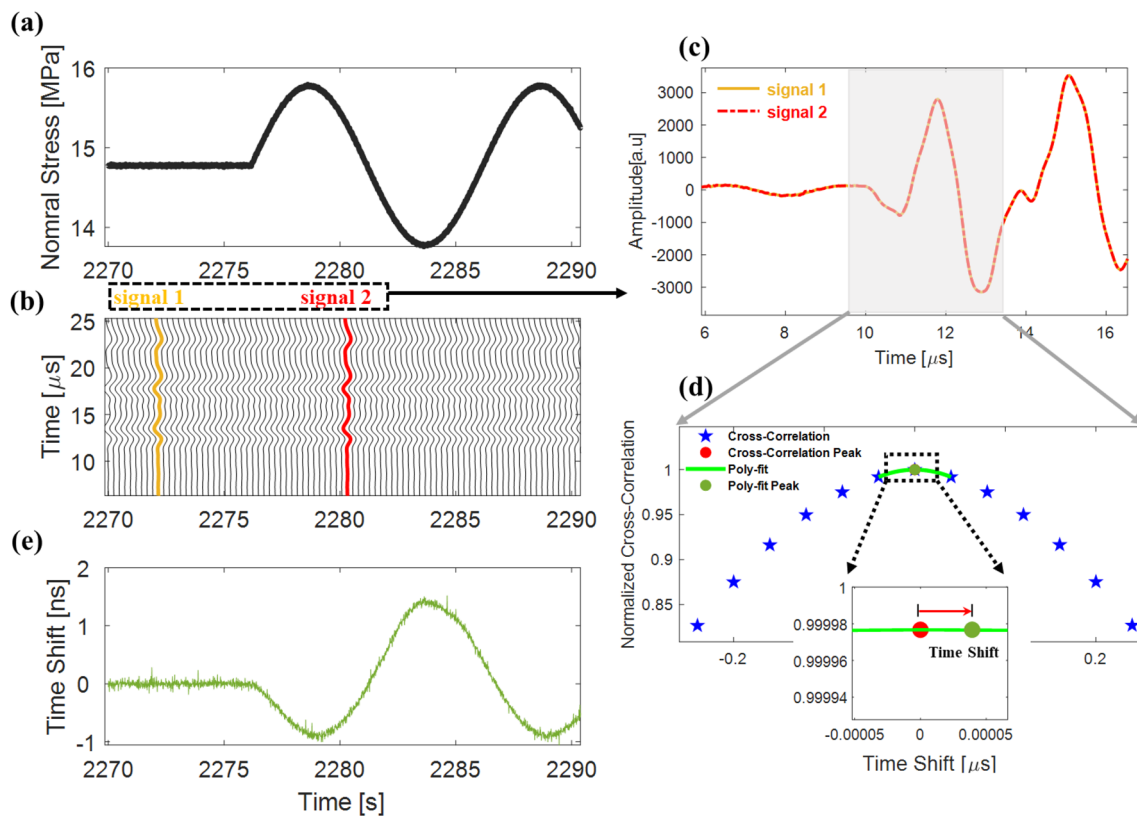 (a)
Nomral Stress [MPa]
16
15
14
2270
2275
2280
2285
2290
signal 1
signal 2
(b)
Time [μs]
25
20
15
10
2270
2275
2280
2285
2290
(e)
Time Shift [ns]
2
1
0
-1
2270
2275
2280
2285
2290
Time [s]
(c)
signal 1
signal 2
Amplitude[a.u]
3000
2000
1000
0
-1000
-2000
-3000
6
8
10
12
14
16
Time [μs]
(d)
Normalized Cross-Correlation
Cross-Correlation
Cross-Correlation Peak
Poly-fit
Poly-fit Peak
1
0.95
0.9
0.85
-0.2
0.2
1
0.99998
0.99996
0.99994
Time Shift
-0.00005
0
0.00005
Time Shift [μs]